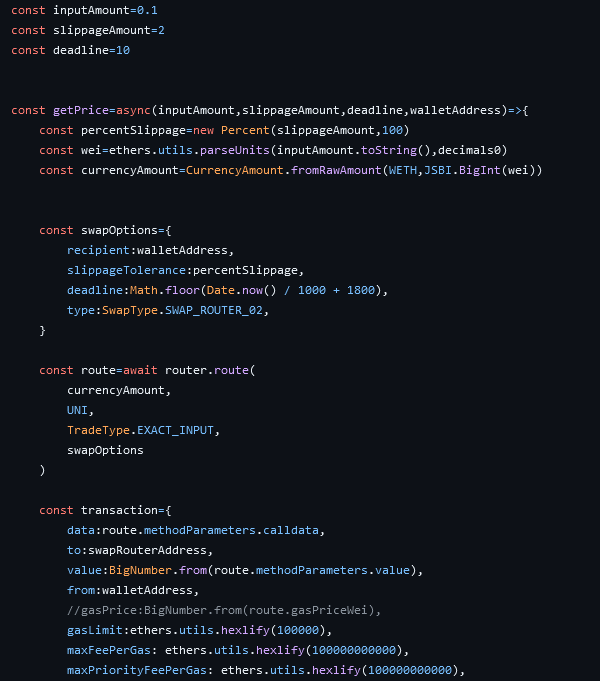 const inputAmount=0.1
const slippageAmount=2
const deadline=10
const getPrice=async(inputAmount,slippageAmount,deadline,walletAddress)=>{
const percentSlippage=new Percent(slippageAmount,100)
const wei=ethers.utils.parseUnits(inputAmount.toString(),decimals0)
const currencyAmount=CurrencyAmount.fromRawAmount(WETH,JSBI.BigInt(wei))
const swapOptions={
recipient:walletAddress,
slippageTolerance:percentSlippage,
deadline:Math.floor(Date.now() / 1000 + 1800),
type:SwapType.SWAP_ROUTER_02,
}
const route=await router.route(
currencyAmount,
UNI,
TradeType.EXACT_INPUT,
swapOptions
)
const transaction={
data:route.methodParameters.calldata,
to:swapRouterAddress,
value:BigNumber.from(route.methodParameters.value),
from:walletAddress,
//gasPrice:BigNumber.from(route.gasPriceWei),
gasLimit:ethers.utils.hexlify(100000),
maxFeePerGas: ethers.utils.hexlify(100000000000),
maxPriorityFeePerGas: ethers.utils.hexlify(100000000000),